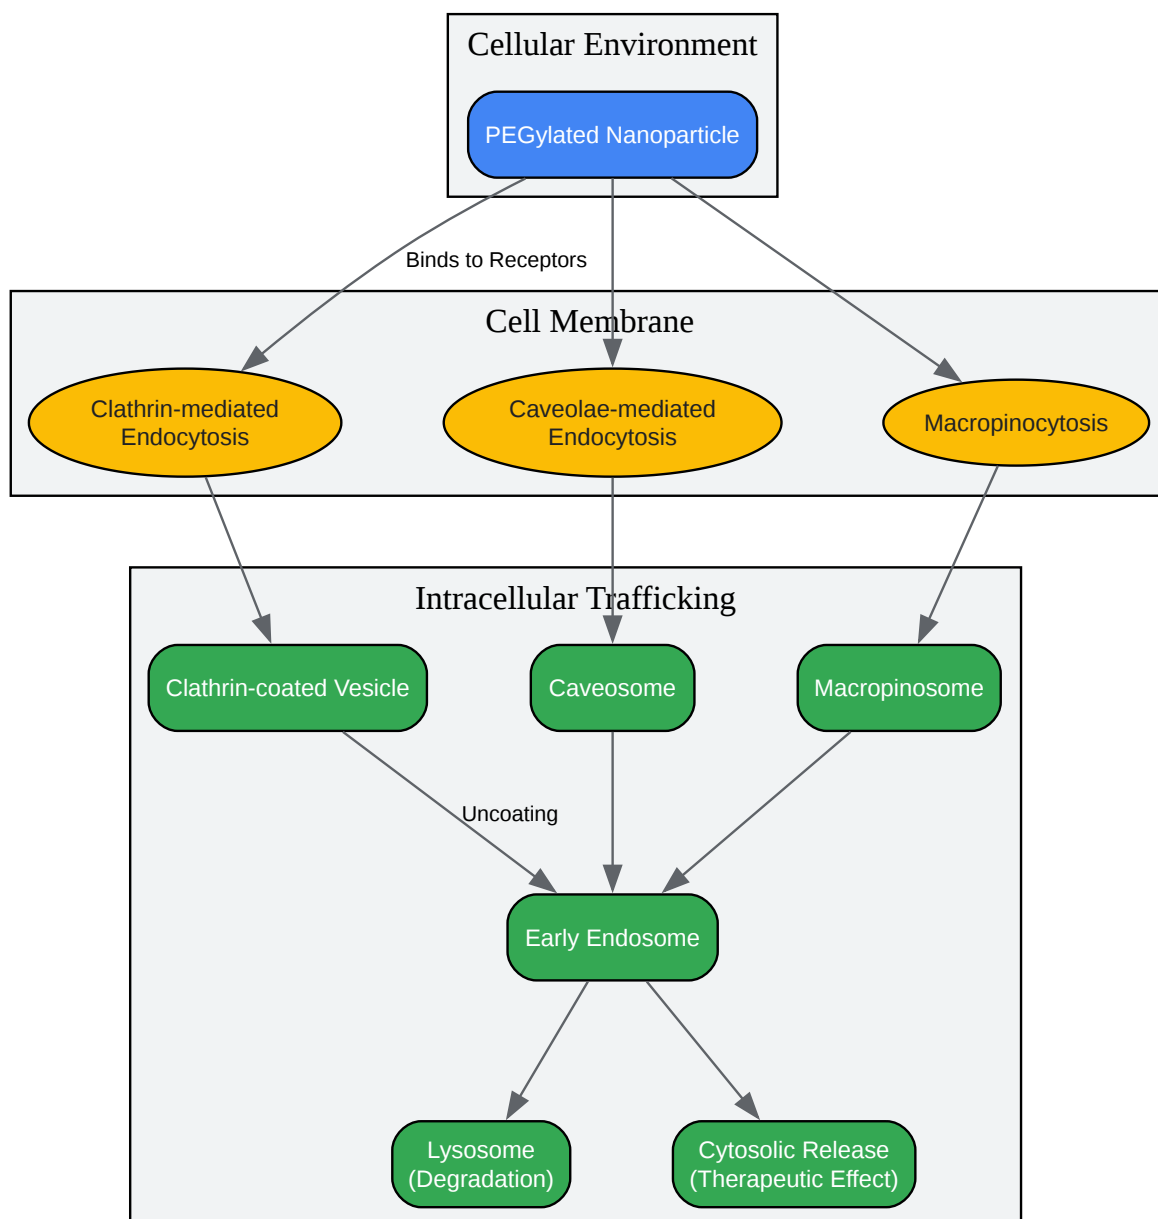 Cellular Environment
PEGylated Nanoparticle
Binds to Receptors
Cell Membrane
Clathrin-mediated
Endocytosis
Caveolae-mediated
Endocytosis
Macropinocytosis
Intracellular Trafficking
Clathrin-coated Vesicle
Caveosome
Macropinosome
Uncoating
Early Endosome
Lysosome
(Degradation)
Cytosolic Release
(Therapeutic Effect)